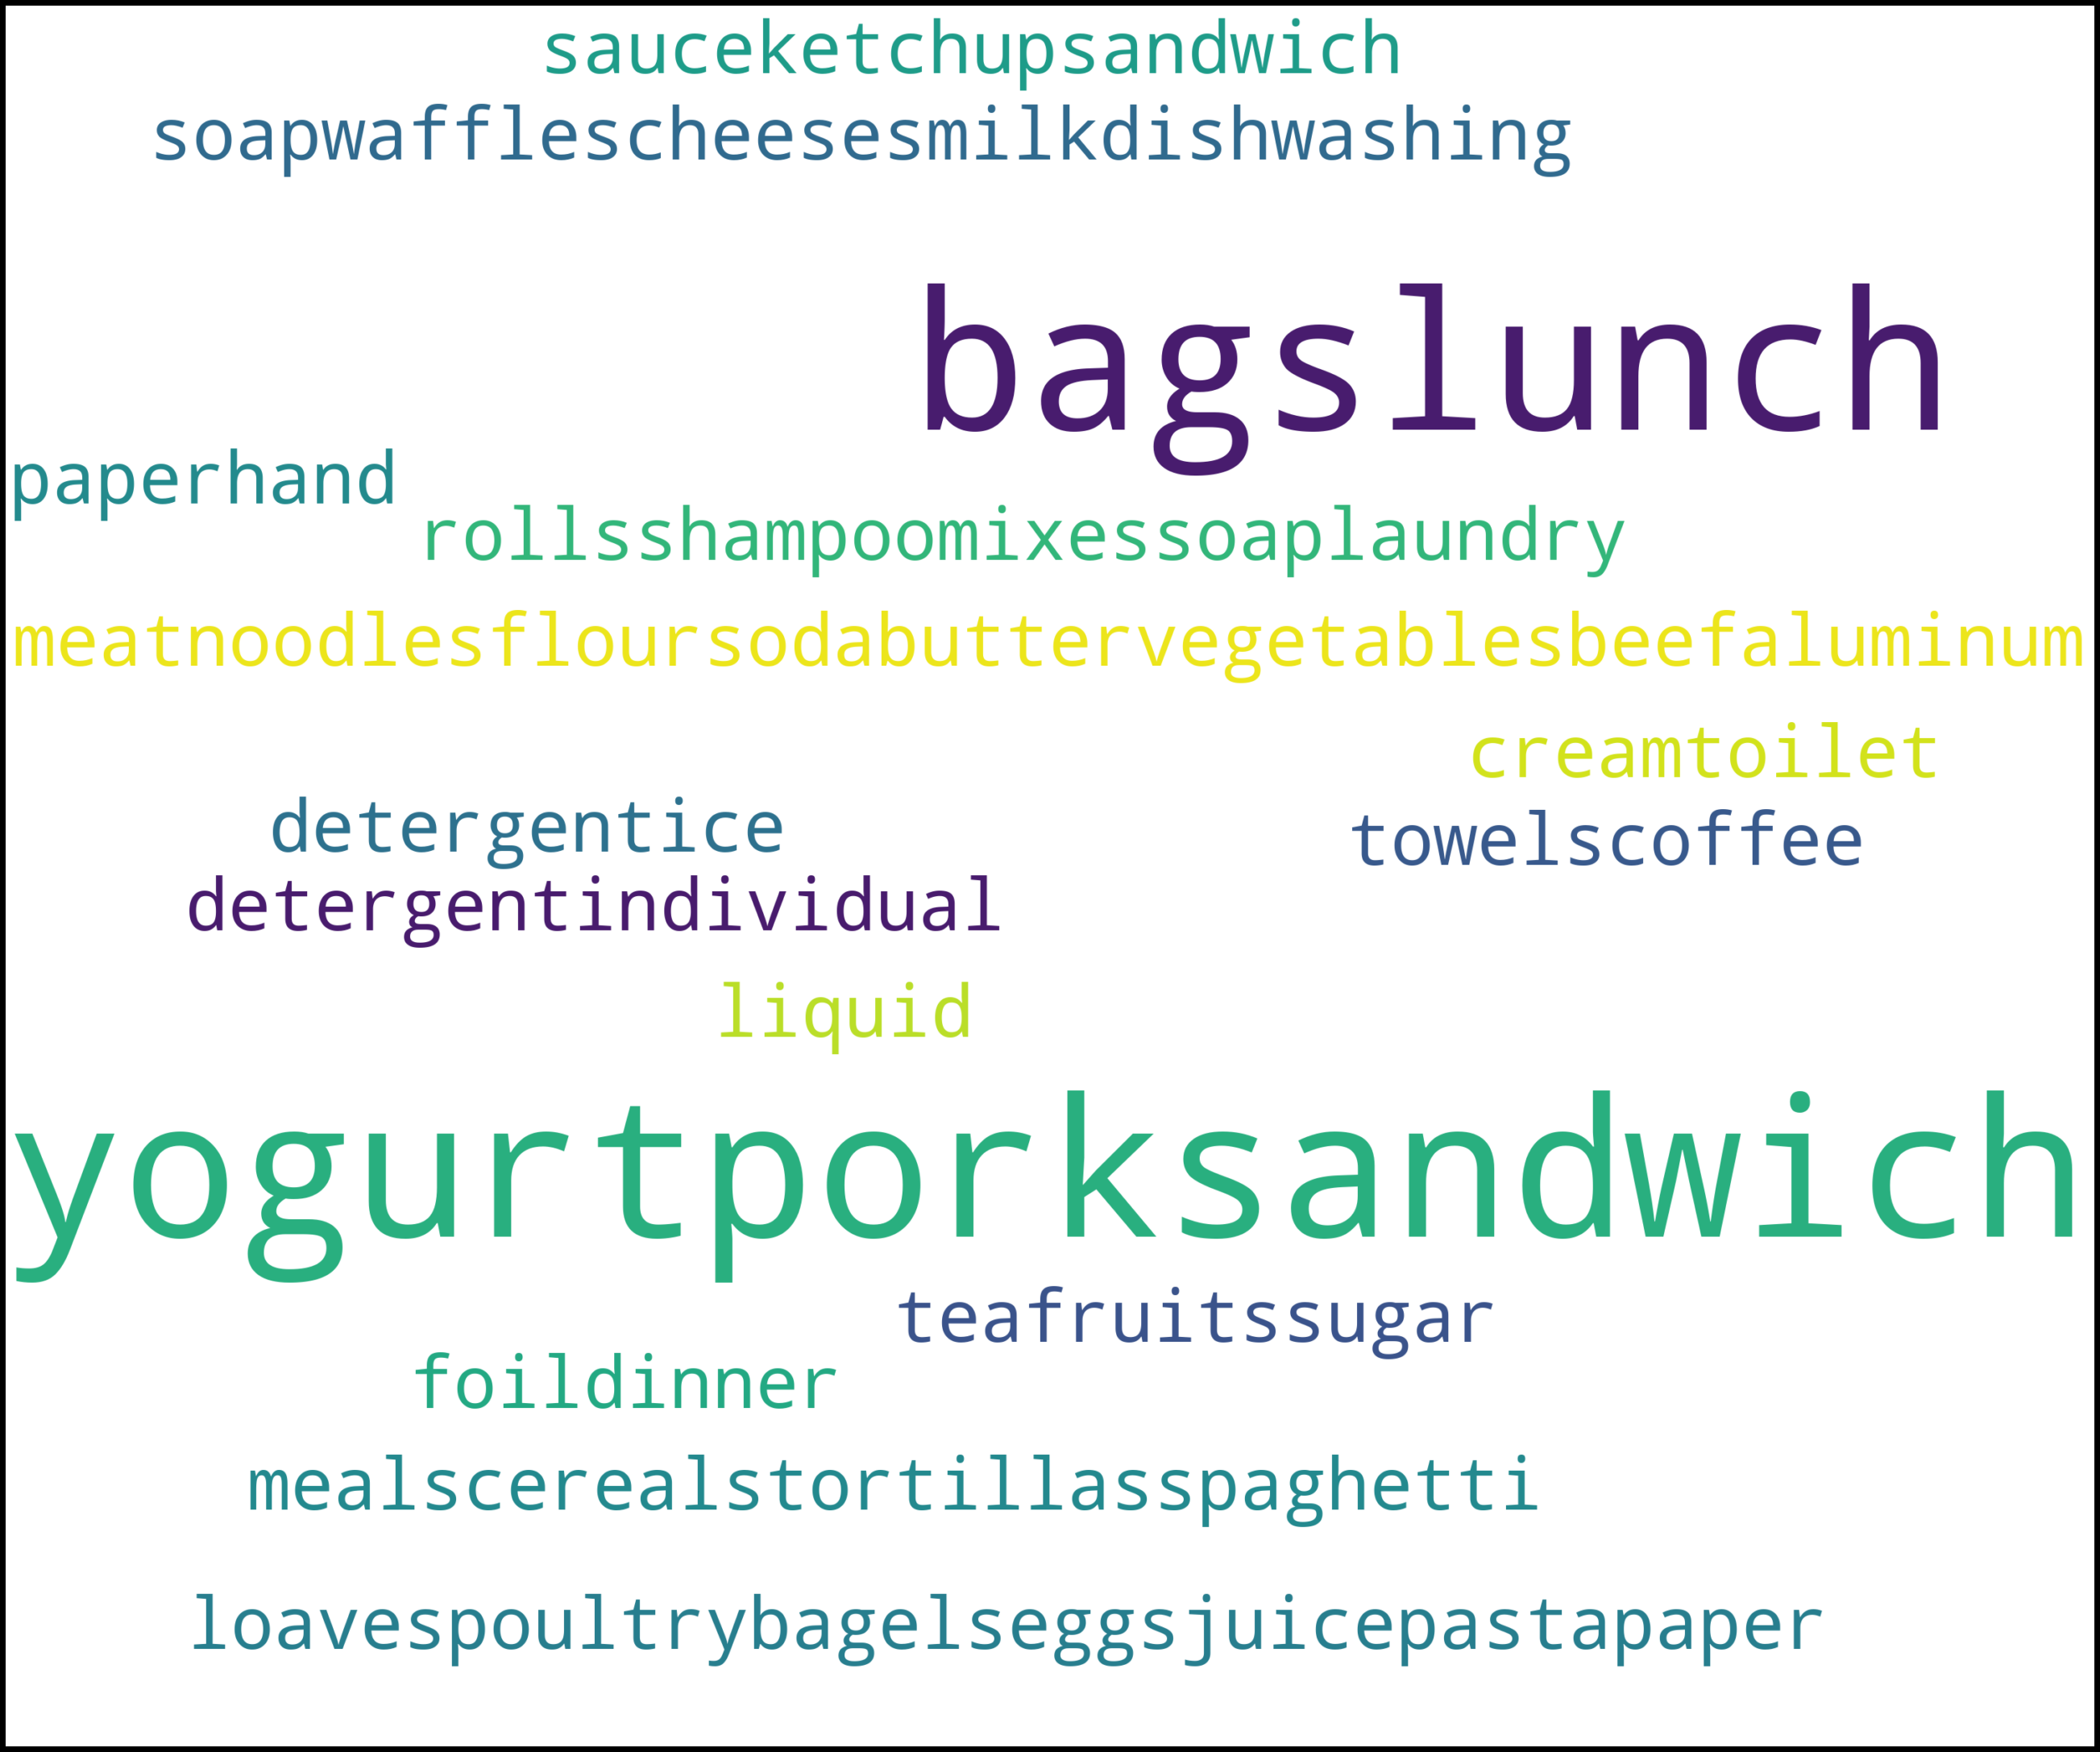 sauceketchupsandwich
soapwafflescheesesmilkdishwashing
bagslunch
paperhand
rollsshampoomixessoaplaundry
meatnoodlesfloursodabuttervegetablesbeefaluminum
creamtoilet
detergentice
towelscoffee
detergentindividual
liquid
yogurtporksandwich
teafruitssugar
foildinner
mealscerealstortillasspaghetti
loavespoultrybagelseggsjuicepastapaper